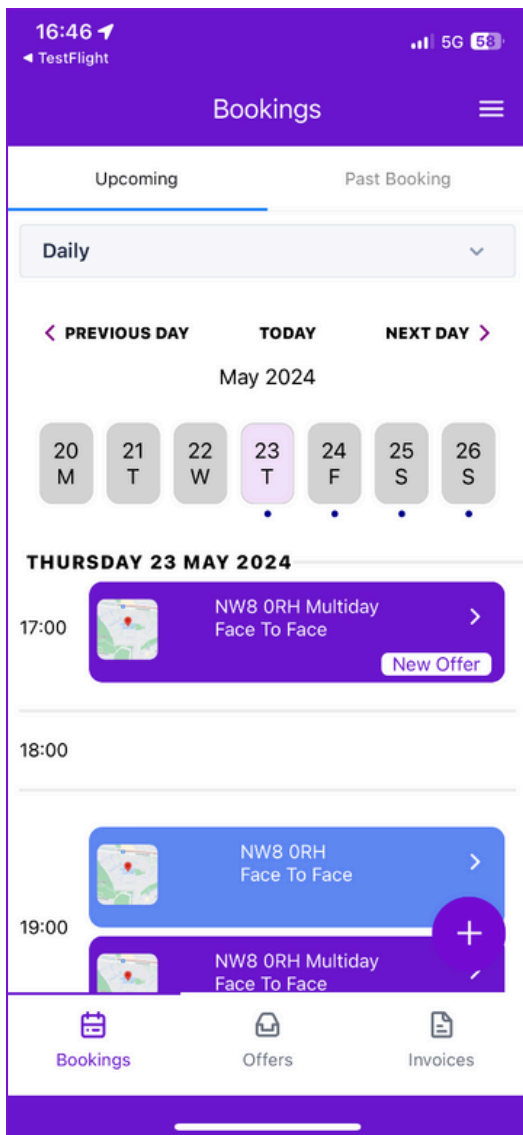 16:46
5G 58
◀ TestFlight
Bookings
Upcoming Past Booking
Daily
PREVIOUS DAY TODAY NEXT DAY
May 2024
20 21 22 23 24 25 26
M T W T F S S
THURSDAY 23 MAY 2024
17:00
NW8 0RH Multiday
Face To Face
New Offer
18:00
19:00
NW8 0RH
Face To Face
NW8 0RH Multiday
Face To Face
Bookings Offers Invoices